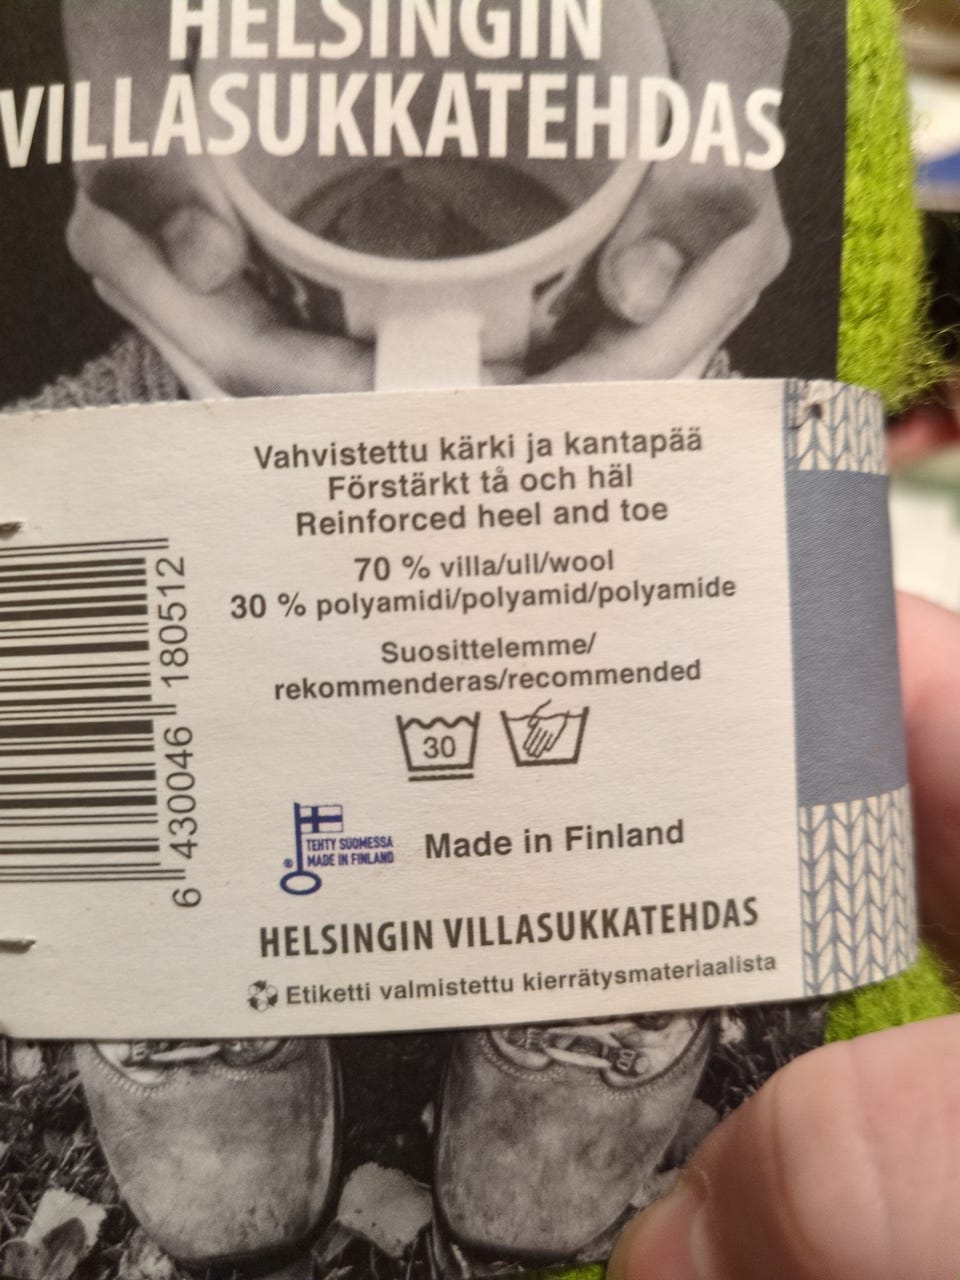 HELSINGIN
VILLASUKKATEHDAS
Vahvistettu kärki ja kantapää
Förstärkt tå och häl
Reinforced heel and toe
70 % villa/ull/wool
30 % polyamidi/polyamid/polyamide
Suosittelemme/
rekommenderas/recommended
30
6 430046 180512
TEHTY SUOMESSA
® MADE IN FINLAND
Made in Finland
HELSINGIN VILLASUKKATEHDAS
Etiketti valmistettu kierrätysmateriaalista